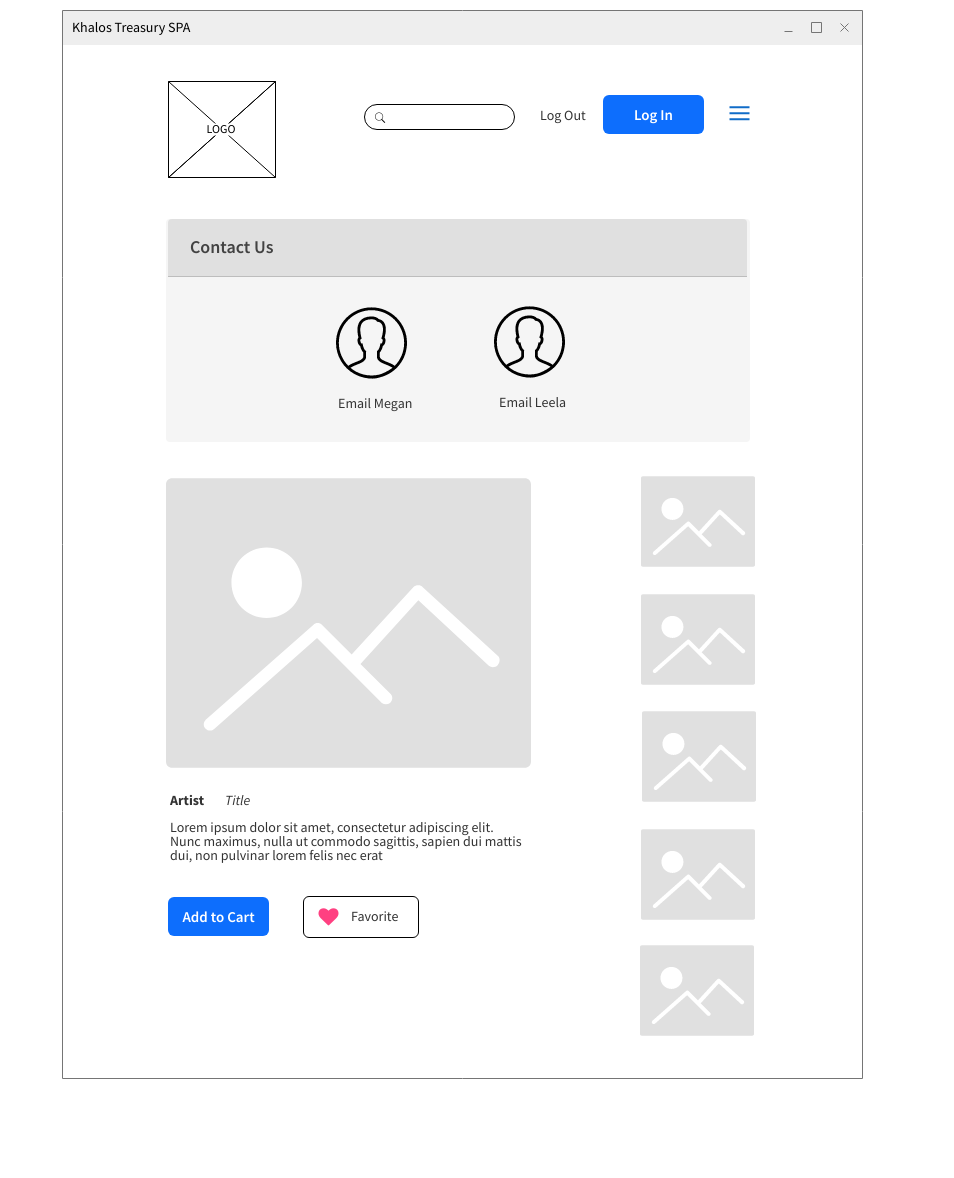 Khalos Treasury SPA
LOGO
Log Out
Log In
Contact Us
Email Megan
Email Leela
Artist Title
Lorem ipsum dolor sit amet, consectetur adipiscing elit.
Nunc maximus, nulla ut commodo sagittis, sapien dui mattis
dui, non pulvinar lorem felis nec erat
Add to Cart
Favorite